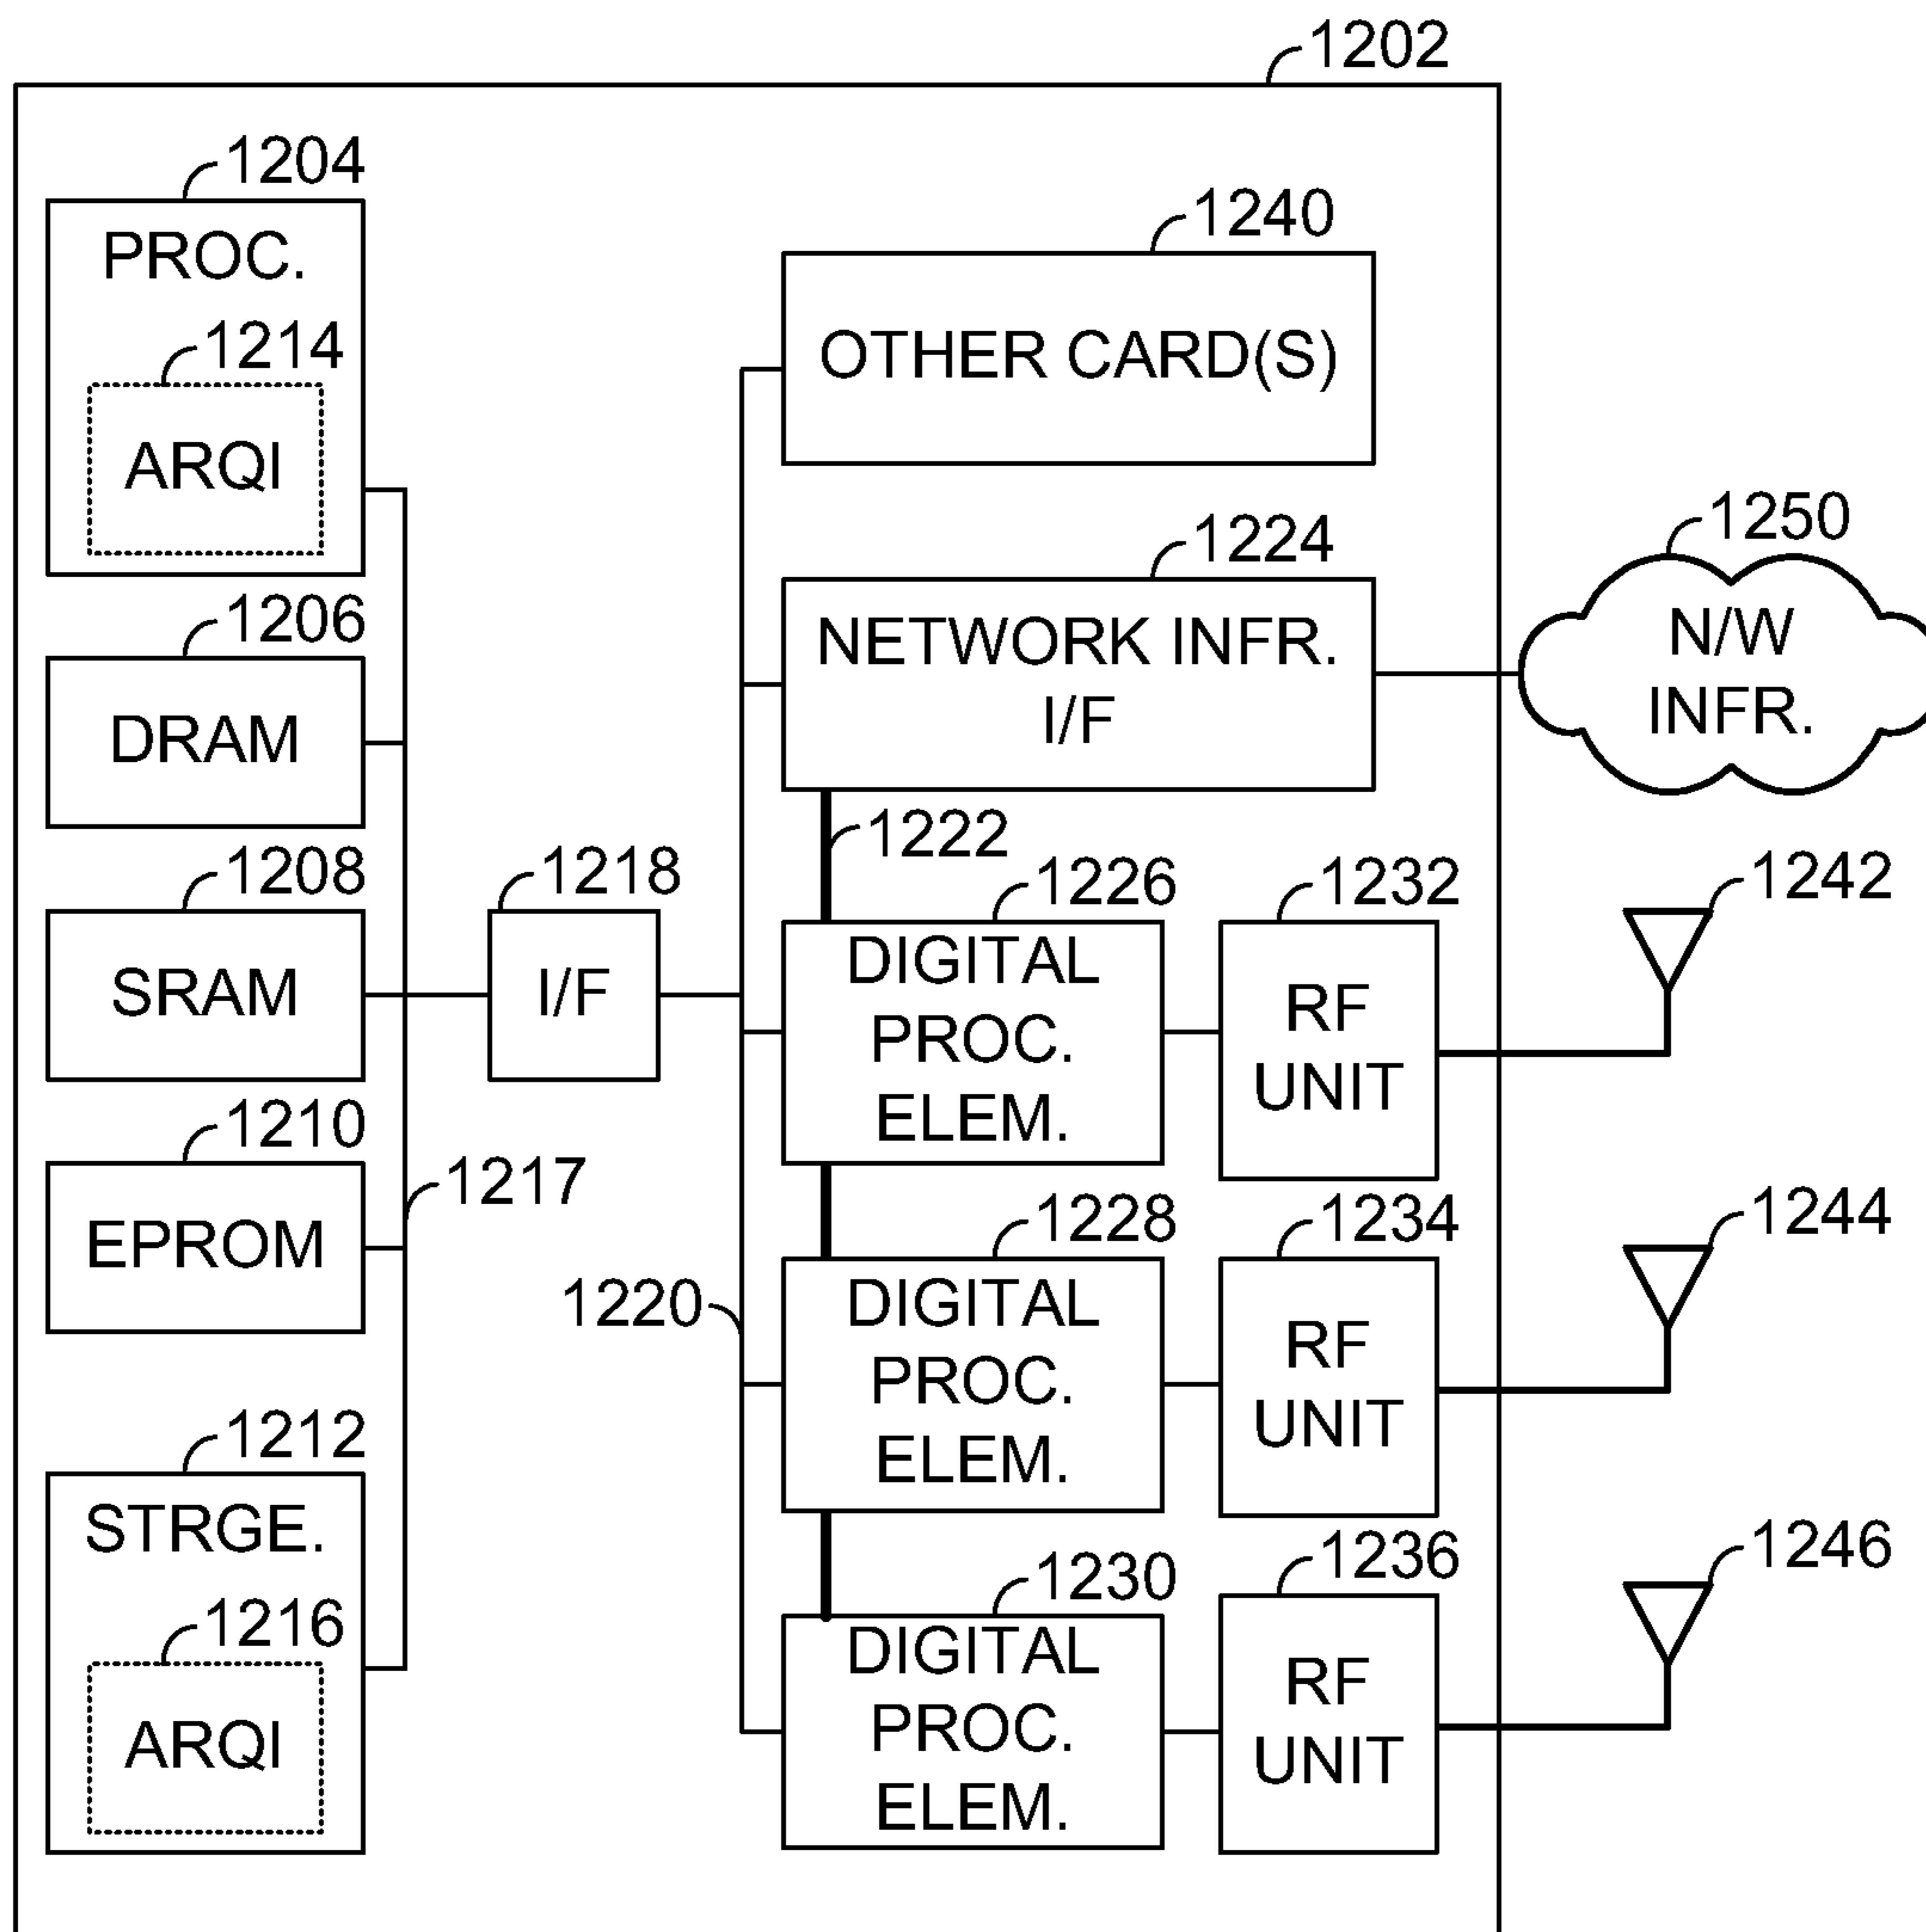 1202
1204
PROC.
1214
ARQI
1206
DRAM
1208
SRAM
1210
EPROM
1217
1212
STRGE.
1216
ARQI
1218
I/F
1220
1240
OTHER CARD(S)
1224
NETWORK INFR.
I/F
1250
N/W
INFR.
1222
1226
DIGITAL
PROC.
ELEM.
1232
RF
UNIT
1242
1228
DIGITAL
PROC.
ELEM.
1234
RF
UNIT
1244
1230
DIGITAL
PROC.
ELEM.
1236
RF
UNIT
1246